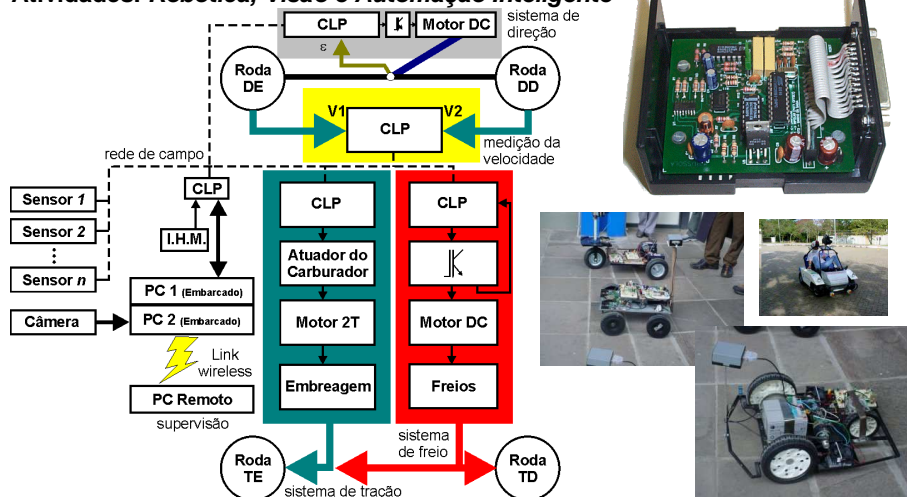 Atividades: Robótica, Visão e Automação Inteligente
CLP
Motor DC
sistema de
direção
ε
Roda
DE
Roda
DD
V1
V2
CLP
medição da
velocidade
rede de campo
CLP
Sensor 1
Sensor 2
Sensor n
I.H.M.
PC 1 (Embarcado)
PC 2 (Embarcado)
Câmera
Link
wireless
PC Remoto
supervisão
CLP
Atuador do
Carburador
Motor 2T
Embreagem
CLP
Motor DC
Freios
sistema
de freio
Roda
TE
Roda
TD
sistema de tração